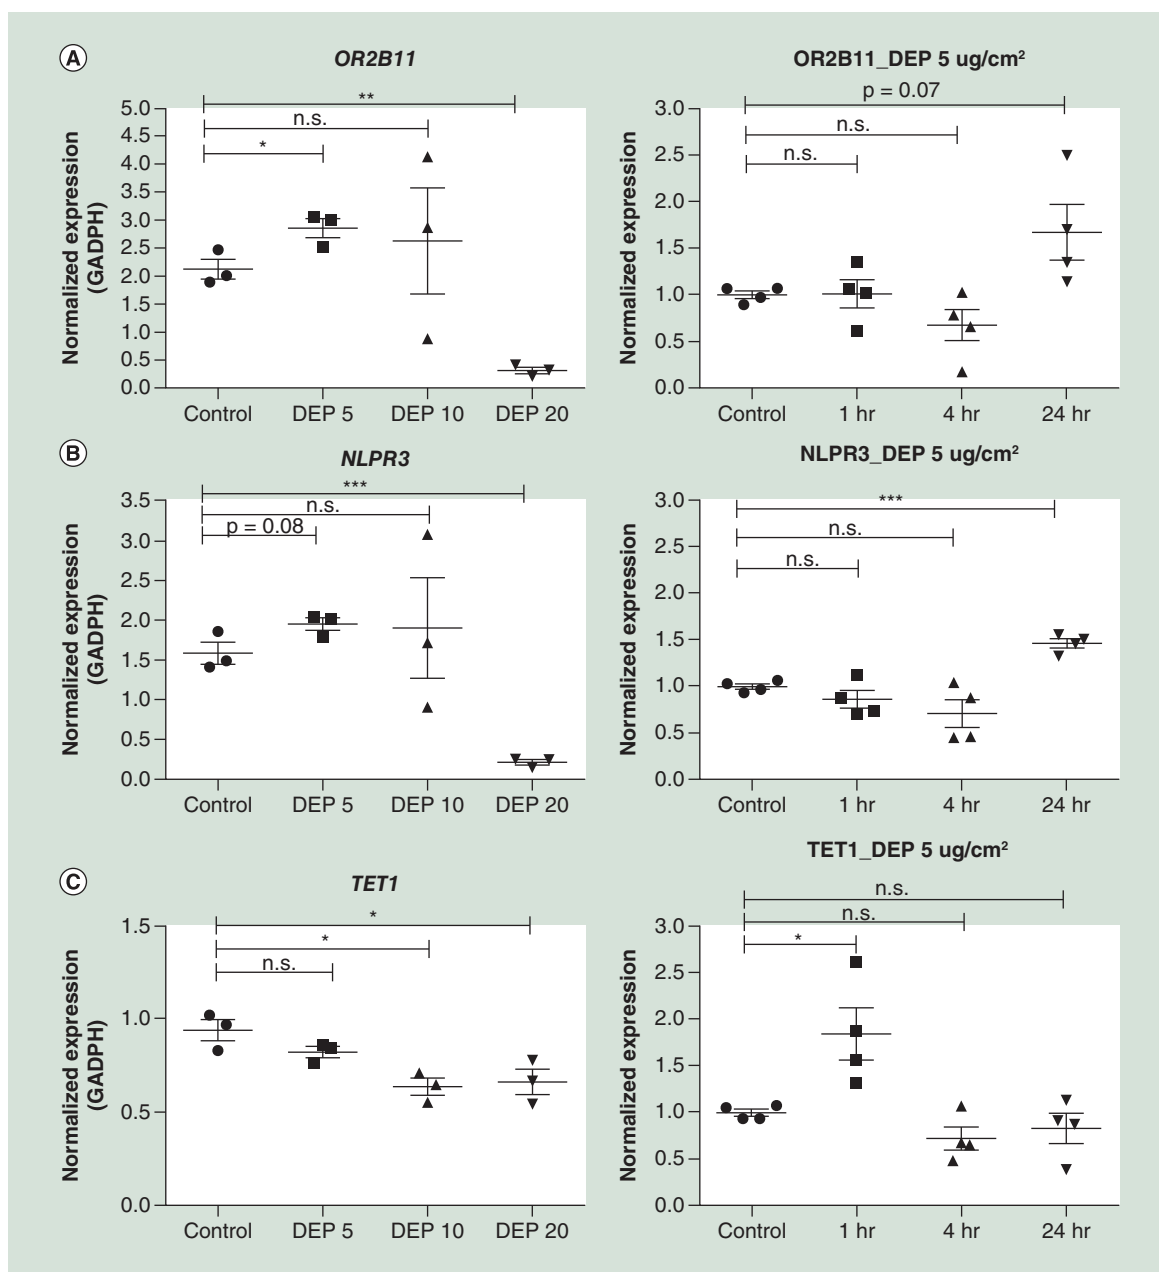 A
OR2B11
OR2B11_DEP 5 ug/cm²
**
n.s.
*
5.0
4.5
4.0
3.5
3.0
2.5
2.0
1.5
1.0
0.5
0.0
Normalized expression
(GADPH)
Control DEP 5 DEP 10 DEP 20
p = 0.07
n.s.
n.s.
3.0
2.5
2.0
1.5
1.0
0.5
0.0
Normalized expression
Control 1 hr 4 hr 24 hr
B
NLPR3
NLPR3_DEP 5 ug/cm²
***
n.s.
p = 0.08
3.5
3.0
2.5
2.0
1.5
1.0
0.5
0.0
Normalized expression
(GADPH)
Control DEP 5 DEP 10 DEP 20
***
n.s.
n.s.
3.0
2.5
2.0
1.5
1.0
0.5
0.0
Normalized expression
Control 1 hr 4 hr 24 hr
C
TET1
TET1_DEP 5 ug/cm²
*
*
n.s.
1.5
1.0
0.5
0.0
Normalized expression
(GADPH)
Control DEP 5 DEP 10 DEP 20
n.s.
n.s.
*
3.0
2.5
2.0
1.5
1.0
0.5
0.0
Normalized expression
Control 1 hr 4 hr 24 hr